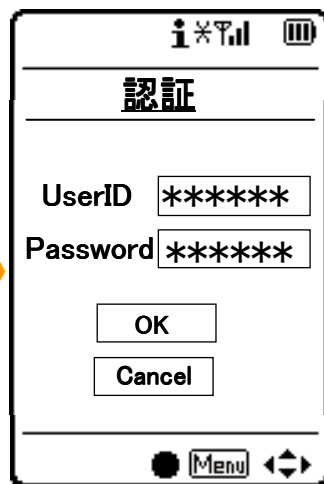 認証
UserID ******
Password ******
OK
Cancel
Menu